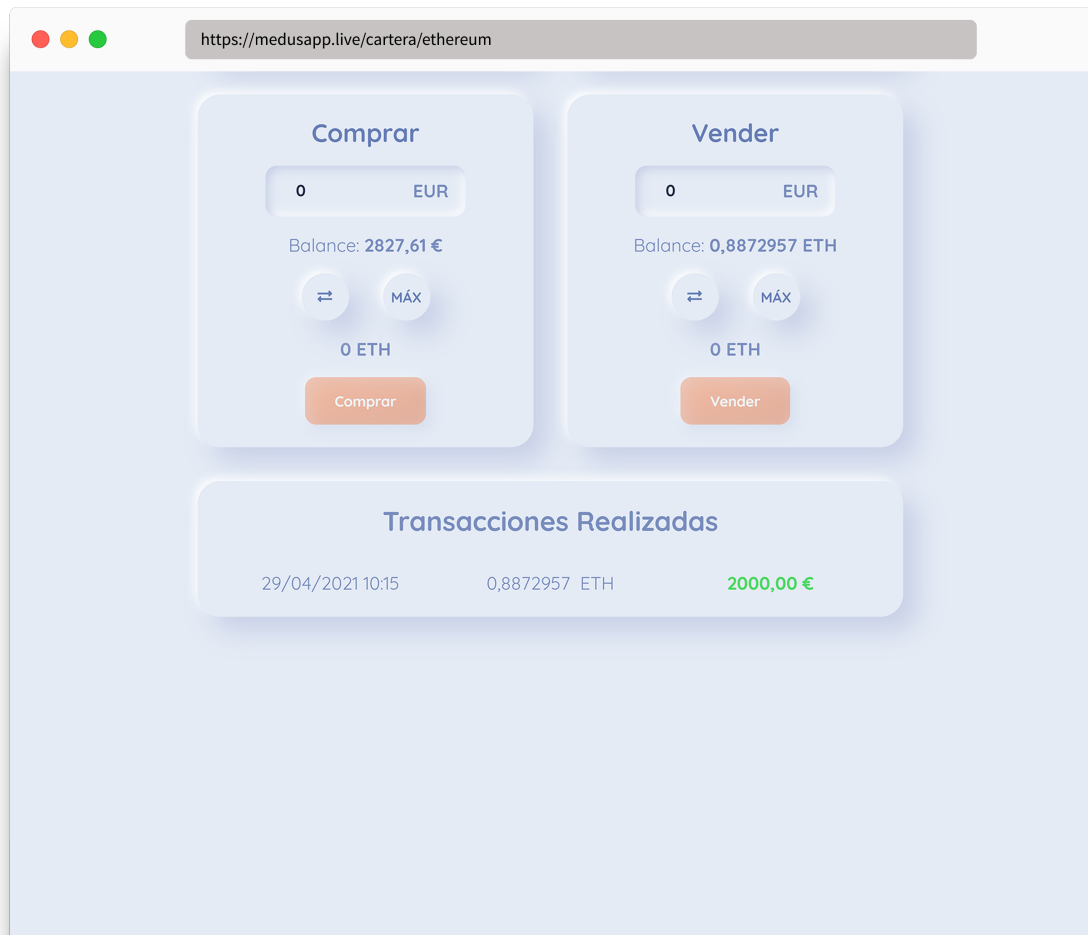 https://medusapp.live/cartera/ethereum
Comprar
0 EUR
Balance: 2827,61 €
MÁX
0 ETH
Comprar
Vender
0 EUR
Balance: 0,8872957 ETH
MÁX
0 ETH
Vender
Transacciones Realizadas
29/04/2021 10:15 0,8872957 ETH 2000,00 €